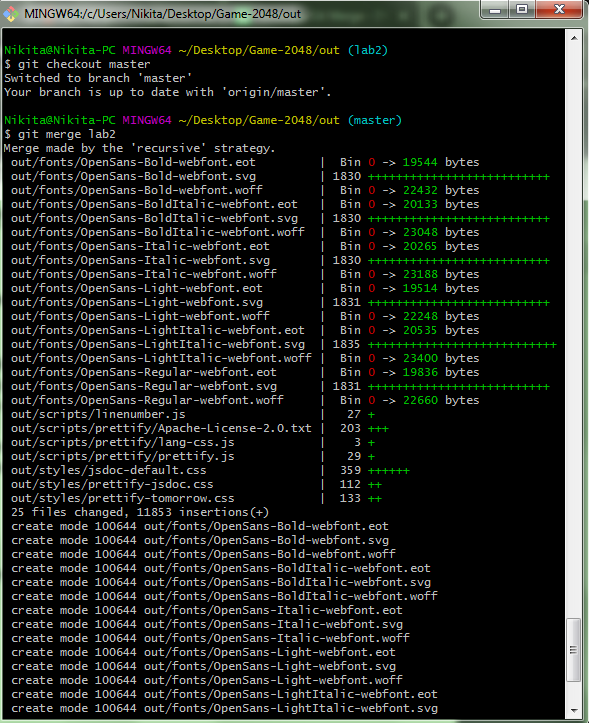 MINGW64:/c/Users/Nikita/Desktop/Game-2048/out
Nikita@Nikita-PC MINGW64 ~/Desktop/Game-2048/out (lab2)
$ git checkout master
Switched to branch 'master'
Your branch is up to date with 'origin/master'.
Nikita@Nikita-PC MINGW64 ~/Desktop/Game-2048/out (master)
$ git merge lab2
Merge made by the 'recursive' strategy.
out/fonts/OpenSans-Bold-webfont.eot | Bin 0 -> 19544 bytes
out/fonts/OpenSans-Bold-webfont.svg | 1830 ++++++++++++++++++++++++++
out/fonts/OpenSans-Bold-webfont.woff | Bin 0 -> 22432 bytes
out/fonts/OpenSans-BoldItalic-webfont.eot | Bin 0 -> 20133 bytes
out/fonts/OpenSans-BoldItalic-webfont.svg | 1830 ++++++++++++++++++++++++++
out/fonts/OpenSans-BoldItalic-webfont.woff | Bin 0 -> 23048 bytes
out/fonts/OpenSans-Italic-webfont.eot | Bin 0 -> 20265 bytes
out/fonts/OpenSans-Italic-webfont.svg | 1830 ++++++++++++++++++++++++++
out/fonts/OpenSans-Italic-webfont.woff | Bin 0 -> 23188 bytes
out/fonts/OpenSans-Light-webfont.eot | Bin 0 -> 19514 bytes
out/fonts/OpenSans-Light-webfont.svg | 1831 ++++++++++++++++++++++++++
out/fonts/OpenSans-Light-webfont.woff | Bin 0 -> 22248 bytes
out/fonts/OpenSans-LightItalic-webfont.eot | Bin 0 -> 20535 bytes
out/fonts/OpenSans-LightItalic-webfont.svg | 1835 +++++++++++++++++++++++++++
out/fonts/OpenSans-LightItalic-webfont.woff | Bin 0 -> 23400 bytes
out/fonts/OpenSans-Regular-webfont.eot | Bin 0 -> 19836 bytes
out/fonts/OpenSans-Regular-webfont.svg | 1831 ++++++++++++++++++++++++++
out/fonts/OpenSans-Regular-webfont.woff | Bin 0 -> 22660 bytes
out/scripts/linenumber.js | 27 +
out/scripts/prettify/Apache-License-2.0.txt | 203 +++
out/scripts/prettify/lang-css.js | 3 +
out/scripts/prettify/prettify.js | 29 +
out/styles/jsdoc-default.css | 359 ++++++
out/styles/prettify-jsdoc.css | 112 ++
out/styles/prettify-tomorrow.css | 133 ++
25 files changed, 11853 insertions(+)
create mode 100644 out/fonts/OpenSans-Bold-webfont.eot
create mode 100644 out/fonts/OpenSans-Bold-webfont.svg
create mode 100644 out/fonts/OpenSans-Bold-webfont.woff
create mode 100644 out/fonts/OpenSans-BoldItalic-webfont.eot
create mode 100644 out/fonts/OpenSans-BoldItalic-webfont.svg
create mode 100644 out/fonts/OpenSans-BoldItalic-webfont.woff
create mode 100644 out/fonts/OpenSans-Italic-webfont.eot
create mode 100644 out/fonts/OpenSans-Italic-webfont.svg
create mode 100644 out/fonts/OpenSans-Italic-webfont.woff
create mode 100644 out/fonts/OpenSans-Light-webfont.eot
create mode 100644 out/fonts/OpenSans-Light-webfont.svg
create mode 100644 out/fonts/OpenSans-Light-webfont.woff
create mode 100644 out/fonts/OpenSans-LightItalic-webfont.eot
create mode 100644 out/fonts/OpenSans-LightItalic-webfont.svg